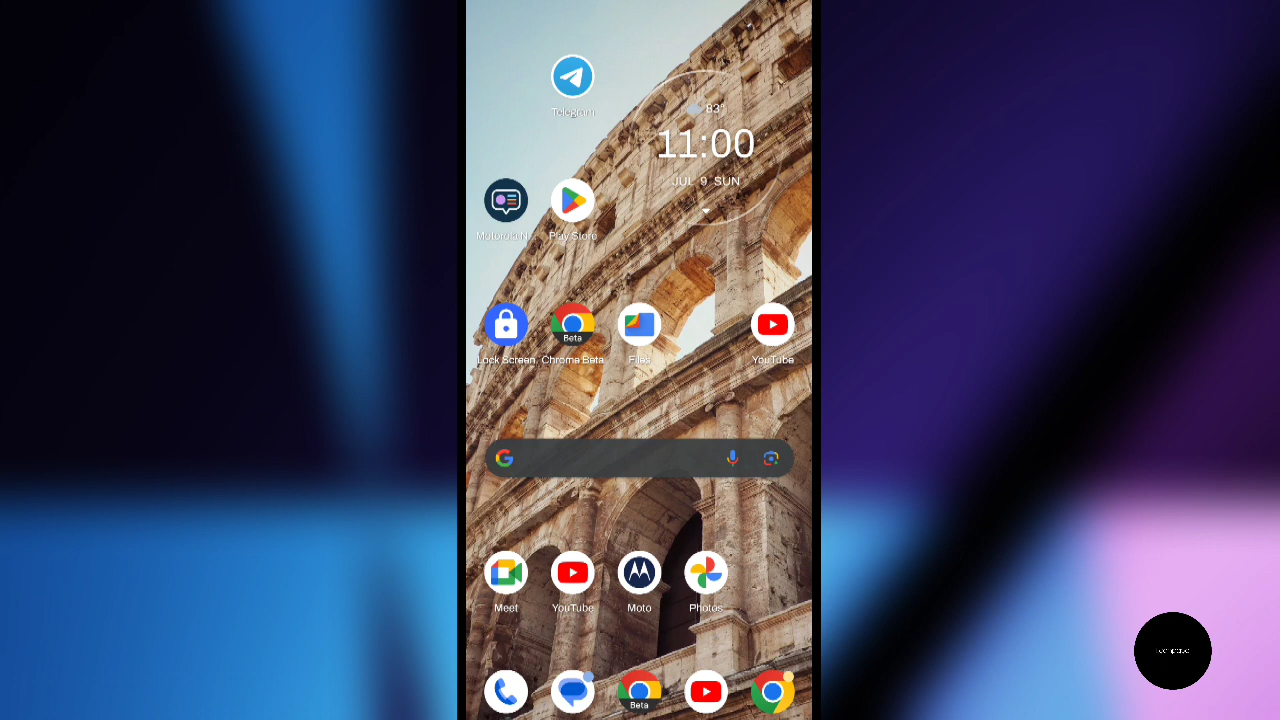 Telegram
83°
11:00
JUL 9 SUN
Motorola N
Play Store
Beta
Lock Screen.
Chrome Beta
Files
YouTube
Meet
YouTube
Moto
Photos
Beta